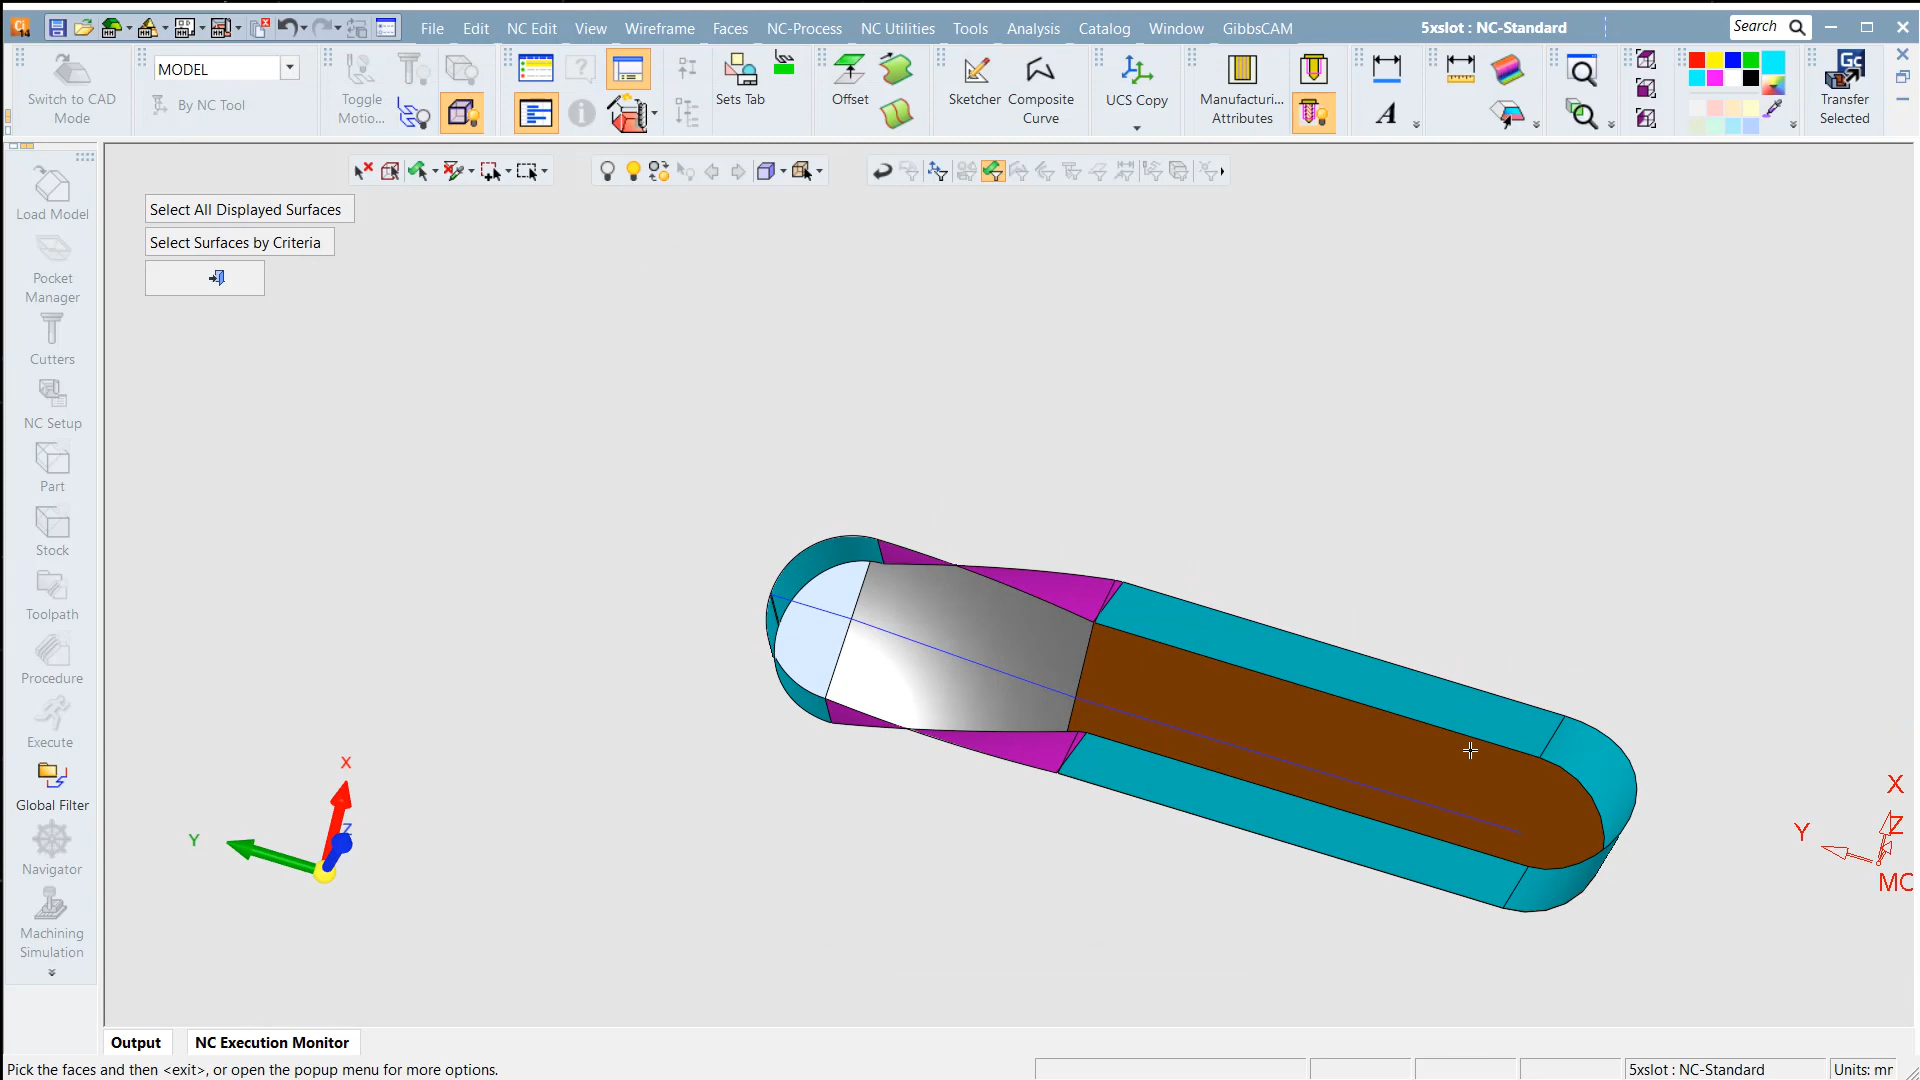 Ci
14
File Edit NC Edit View Wireframe Faces NC-Process NC Utilities Tools Analysis Catalog Window GibbsCAM
5xslot : NC-Standard
Search
Switch to CAD
Mode
MODEL
By NC Tool
Toggle
Motio...
Sets Tab
Offset
Sketcher
Composite
Curve
UCS Copy
Manufacturi...
Attributes
A
GC
Transfer
Selected
Load Model
Pocket
Manager
Cutters
NC Setup
Part
Stock
Toolpath
Procedure
Execute
Global Filter
Navigator
Machining
Simulation
Select All Displayed Surfaces
Select Surfaces by Criteria
X
Y
Z
X
Y
Z
MC
Output
NC Execution Monitor
Pick the faces and then <exit>, or open the popup menu for more options.
5xslot : NC-Standard
Units: mr